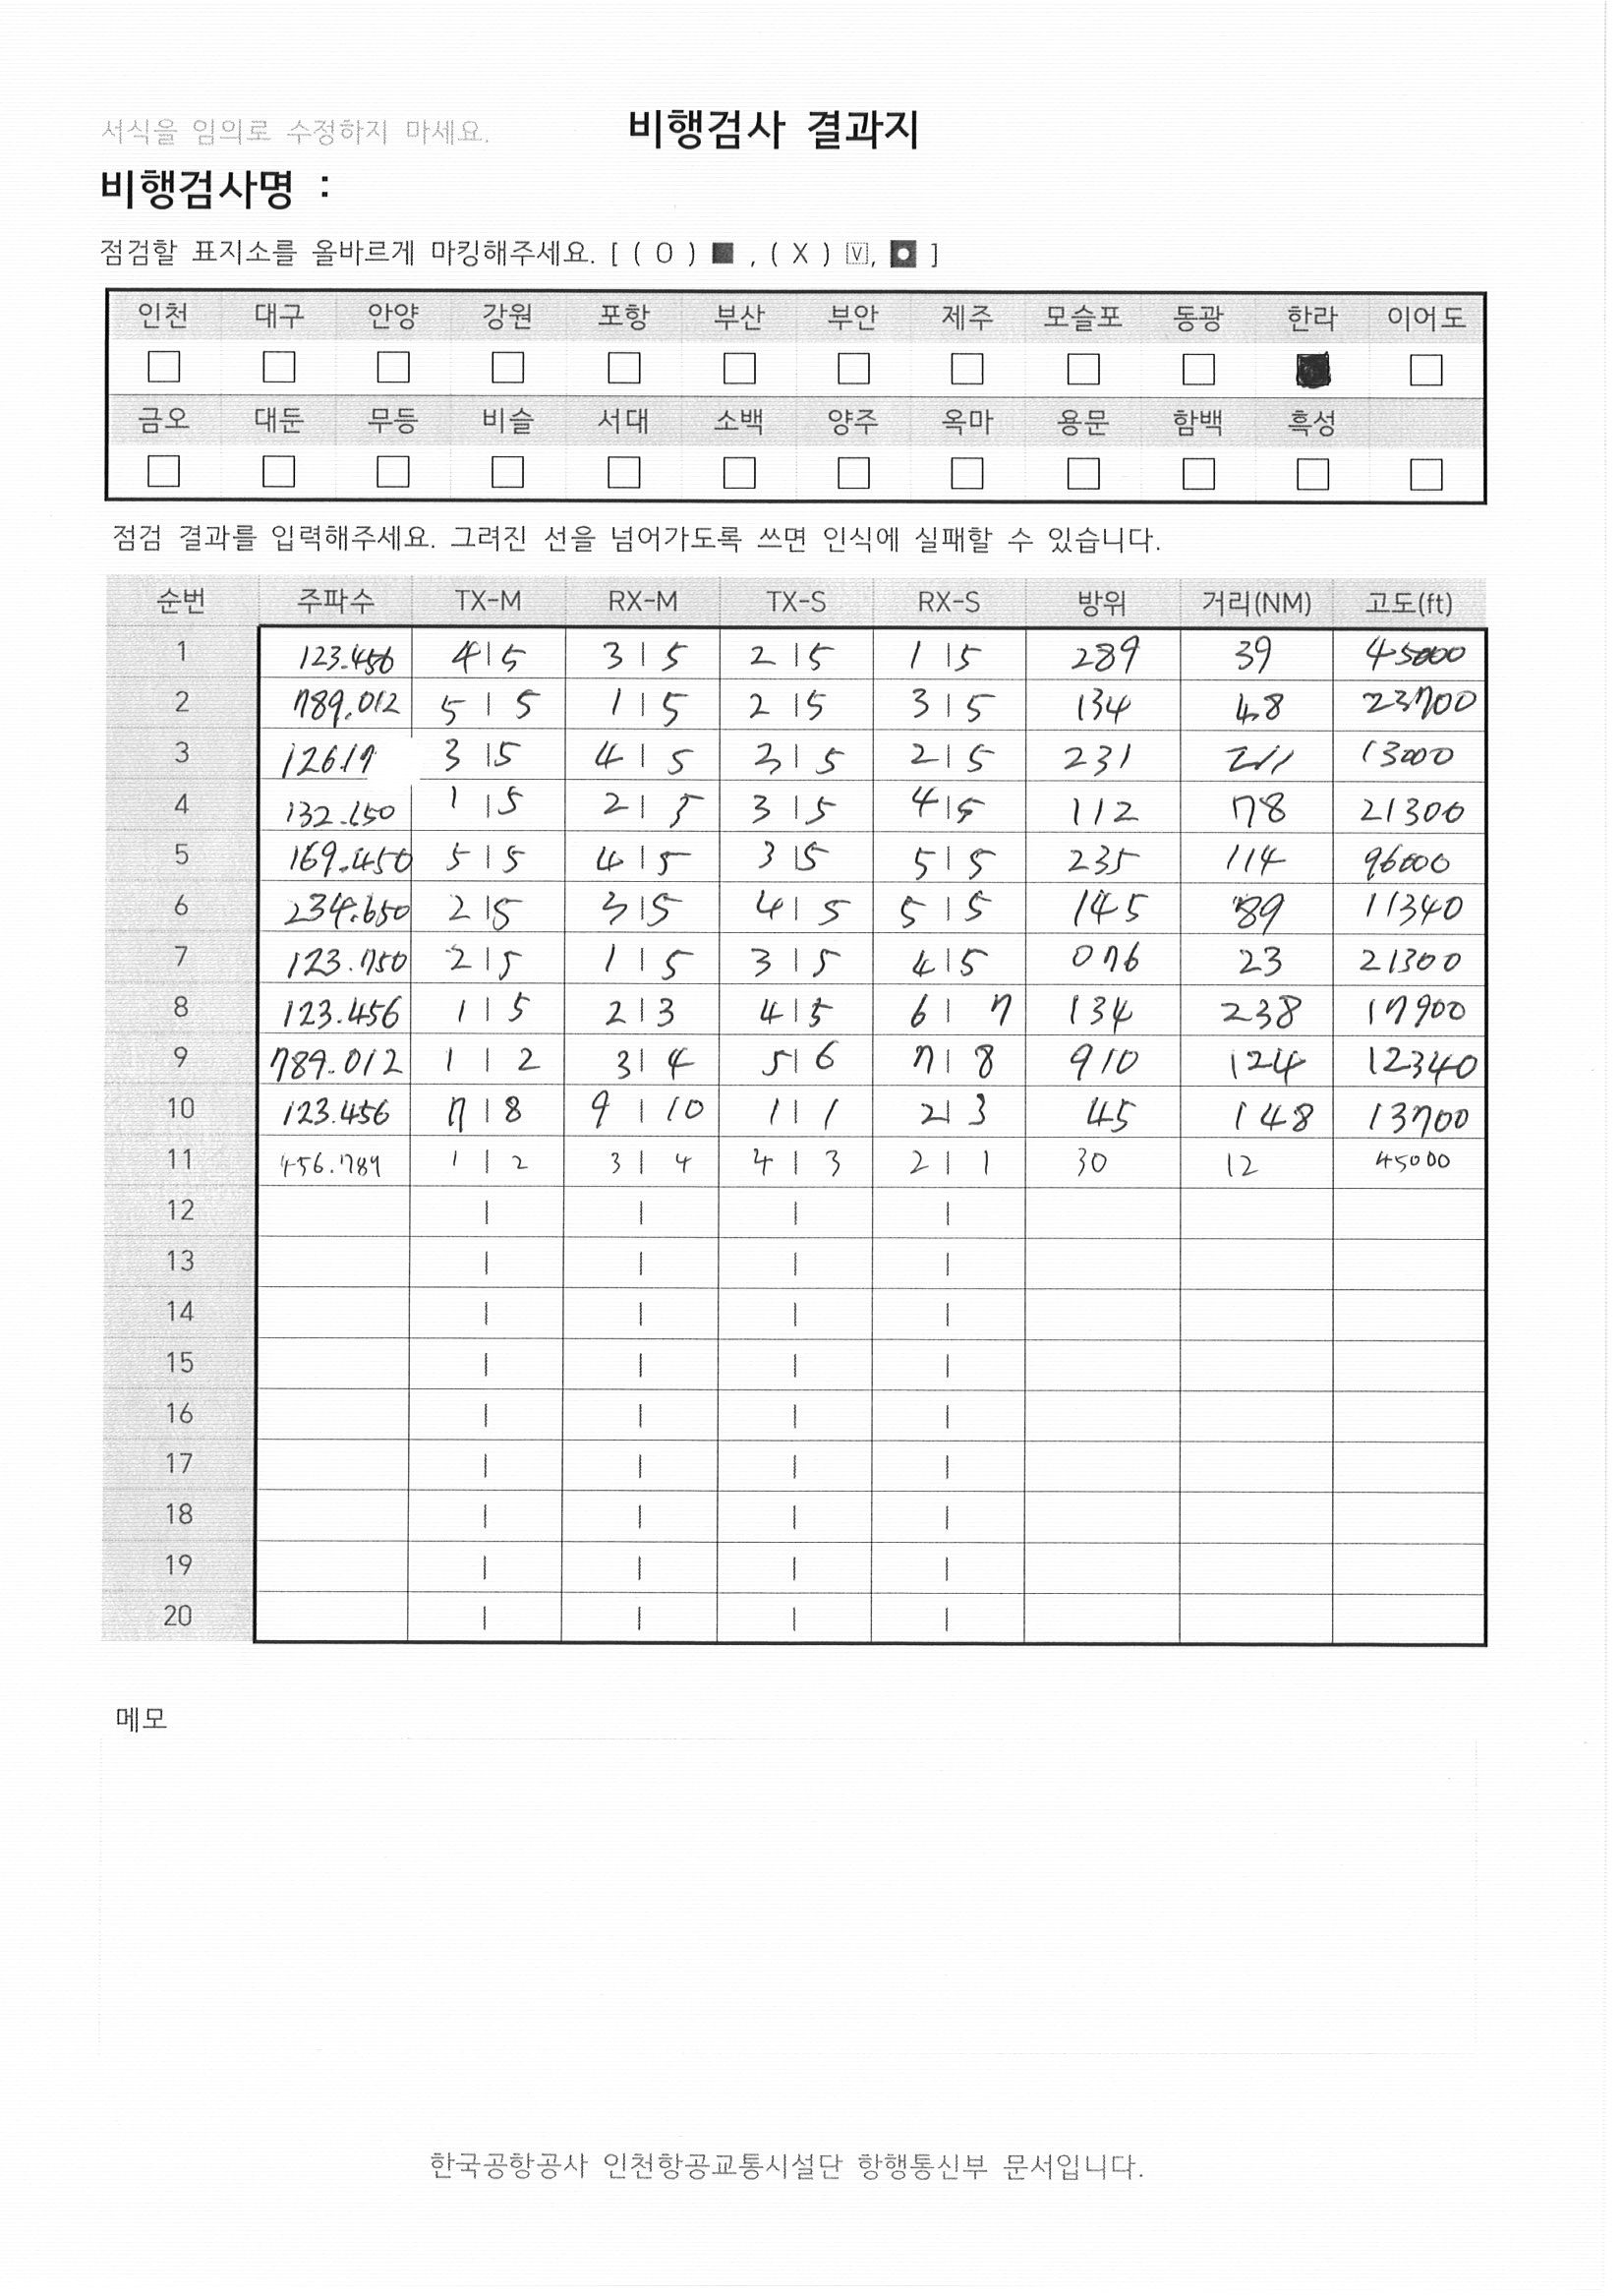 서식을 임의로 수정하지 마세요. 비행검사 결과지
비행검사명 :
점검할 표지소를 올바르게 마킹해주세요. [ ( O ) ■ , ( X ) V, ]
인천 대구 안양 강원 포항 부산 부안 제주 모슬포 동광 한라 이어도
금오 대둔 무등 비슬 서대 소백 양주 옥마 용문 함백 흑성
점검 결과를 입력해주세요. 그려진 선을 넘어가도록 쓰면 인식에 실패할 수 있습니다.
순번 주파수 TX-M RX-M TX-S RX-S 방위 거리(NM) 고도(ft)
1 123.456 4|5 3|5 2|5 1|5 289 39 45000
2 789.012 5|5 1|5 2|5 3|5 134 48 23700
3 126.17 3|5 4|5 3|5 2|5 231 211 13000
4 132.150 1|5 2|5 3|5 4|5 112 78 21300
5 169.450 5|5 4|5 3|5 5|5 235 114 96000
6 234.650 2|5 3|5 4|5 5|5 145 89 11340
7 123.750 2|5 1|5 3|5 4|5 076 23 21300
8 123.456 1|5 2|3 4|5 6|7 134 238 17900
9 789.012 1|2 3|4 5|6 7|8 910 124 12340
10 123.456 7|8 9|10 1|1 2|3 45 148 13700
11 456.789 1|2 3|4 4|3 2|1 30 12 45000
12 | | | |
13 | | | |
14 | | | |
15 | | | |
16 | | | |
17 | | | |
18 | | | |
19 | | | |
20 | | | |
메모
한국공항공사 인천항공교통시설단 항행통신부 문서입니다.